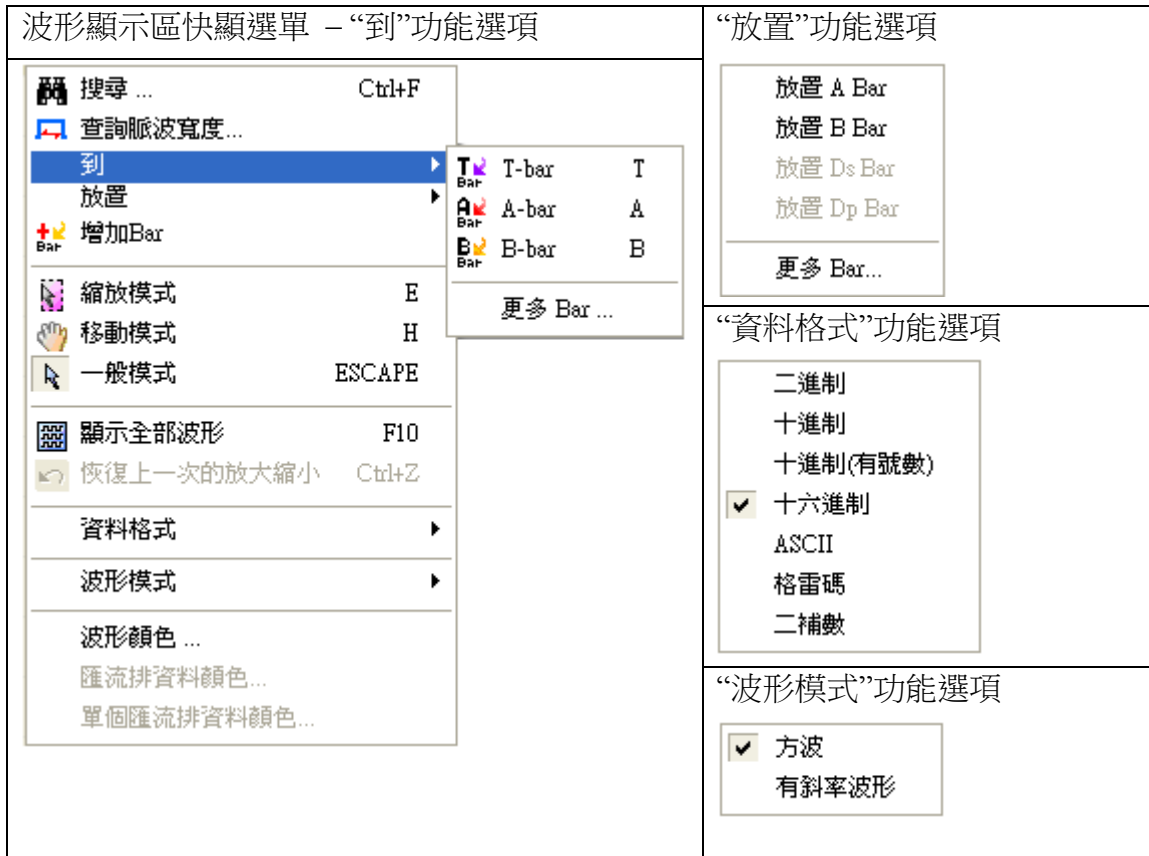 波形顯示區快顯選單 – “到”功能選項
搜尋 ... Ctrl+F
查詢脈波寬度...
到
放置
增加Bar
縮放模式 E
移動模式 H
一般模式 ESCAPE
顯示全部波形 F10
恢復上一次的放大縮小 Ctrl+Z
資料格式
波形模式
波形顏色 ...
匯流排資料顏色...
單個匯流排資料顏色...
T Bar T-bar T
A Bar A-bar A
B Bar B-bar B
更多 Bar ...
“放置”功能選項
放置 A Bar
放置 B Bar
放置 Ds Bar
放置 Dp Bar
更多 Bar...
“資料格式”功能選項
二進制
十進制
十進制(有號數)
十六進制
ASCII
格雷碼
二補數
“波形模式”功能選項
方波
有斜率波形